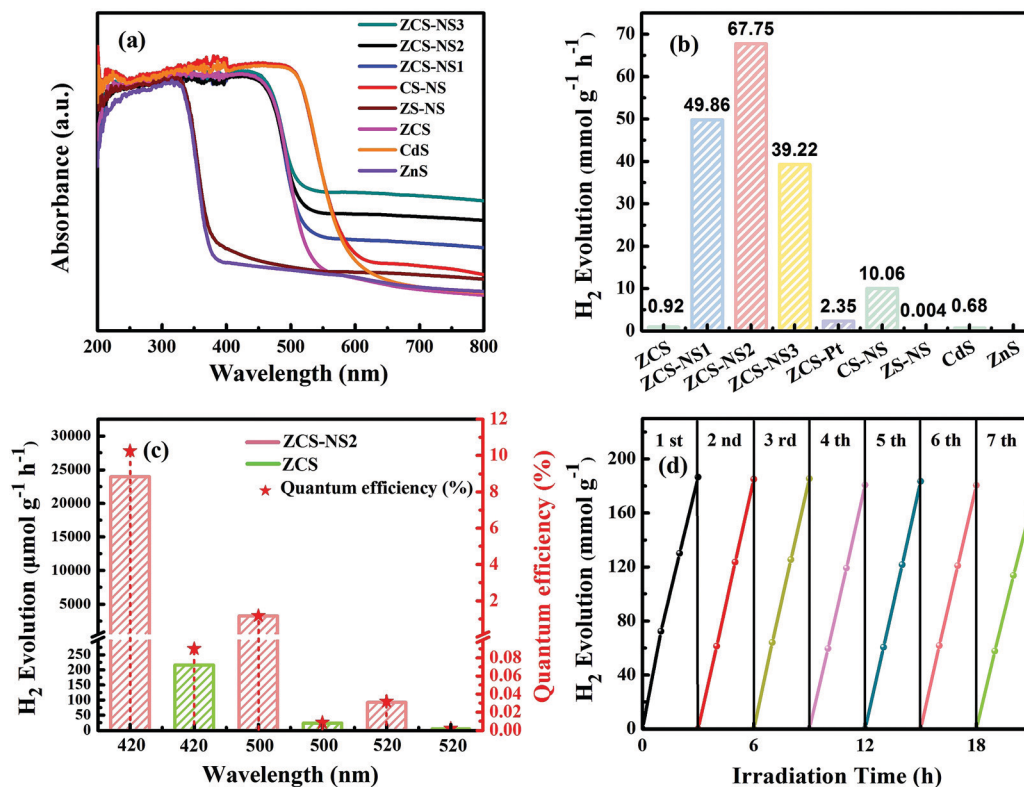 (a)
ZCS-NS3
ZCS-NS2
ZCS-NS1
CS-NS
ZS-NS
ZCS
CdS
ZnS
Absorbance (a.u.)
200 300 400 500 600 700 800
Wavelength (nm)
(b)
H2 Evolution (mmol g-1 h-1)
70
60
50
40
30
20
10
0
0.92
49.86
67.75
39.22
2.35
10.06
0.004
0.68
ZCS
ZCS-NS1
ZCS-NS2
ZCS-NS3
ZCS-Pt
CS-NS
ZS-NS
CdS
ZnS
(c)
ZCS-NS2
ZCS
Quantum efficiency (%)
H2 Evolution (μmol g-1 h-1)
30000
25000
20000
15000
10000
5000
250
200
150
100
50
0
Quantum efficiency (%)
12
10
8
6
4
2
0.08
0.04
0.00
420 420 500 500 520 520
Wavelength (nm)
(d)
1 st 2 nd 3 rd 4 th 5 th 6 th 7 th
H2 Evolution (mmol g-1)
200
160
120
80
40
0
0 6 12 18
Irradiation Time (h)